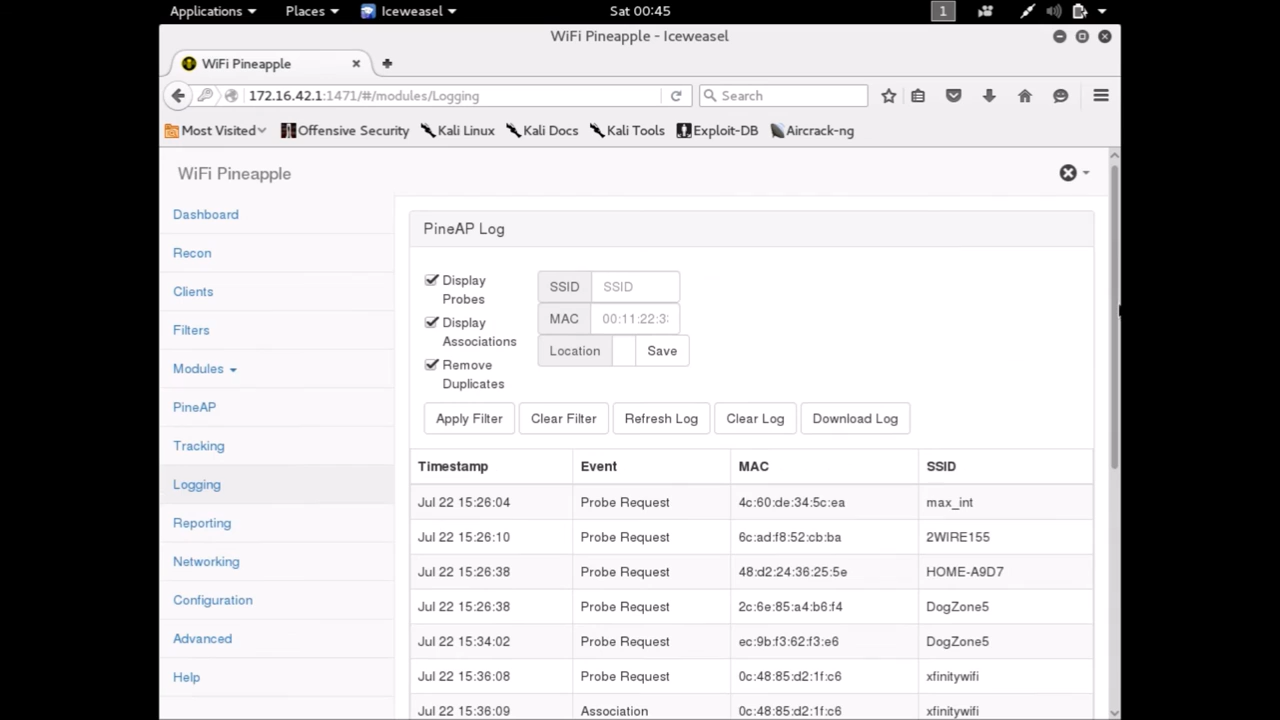 Applications Places Iceweasel Sat 00:45 1
WiFi Pineapple - Iceweasel
WiFi Pineapple
172.16.42.1:1471/#/modules/Logging Search
Most Visited Offensive Security Kali Linux Kali Docs Kali Tools Exploit-DB Aircrack-ng
WiFi Pineapple
Dashboard
Recon
Clients
Filters
Modules
PineAP
Tracking
Logging
Reporting
Networking
Configuration
Advanced
Help
PineAP Log
Display
Probes
Display
Associations
Remove
Duplicates
SSID SSID
MAC 00:11:22:3
Location Save
Apply Filter Clear Filter Refresh Log Clear Log Download Log
Timestamp Event MAC SSID
Jul 22 15:26:04 Probe Request 4c:60:de:34:5c:ea max_int
Jul 22 15:26:10 Probe Request 6c:ad:f8:52:cb:ba 2WIRE155
Jul 22 15:26:38 Probe Request 48:d2:24:36:25:5e HOME-A9D7
Jul 22 15:26:38 Probe Request 2c:6e:85:a4:b6:f4 DogZone5
Jul 22 15:34:02 Probe Request ec:9b:f3:62:f3:e6 DogZone5
Jul 22 15:36:08 Probe Request 0c:48:85:d2:1f:c6 xfinitywifi
Jul 22 15:36:09 Association 0c:48:85:d2:1f:c6 xfinitywifi